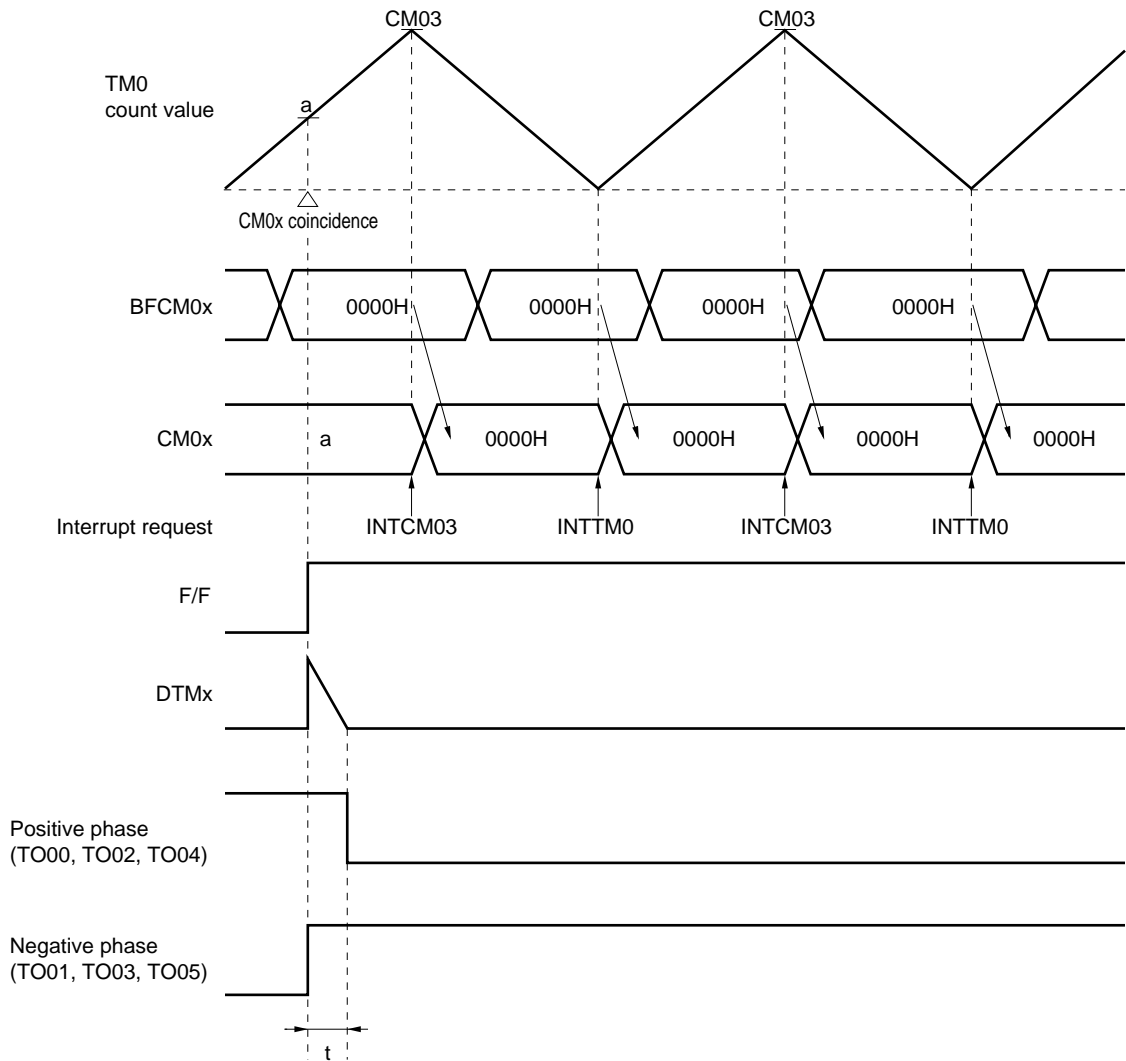 CM03 CM03
TM0
count value
a
CM0x coincidence
BFCM0x 0000H 0000H 0000H 0000H
CM0x a 0000H 0000H 0000H 0000H
Interrupt request INTCM03 INTTM0 INTCM03 INTTM0
F/F
DTMx
Positive phase
(TO00, TO02, TO04)
Negative phase
(TO01, TO03, TO05)
t